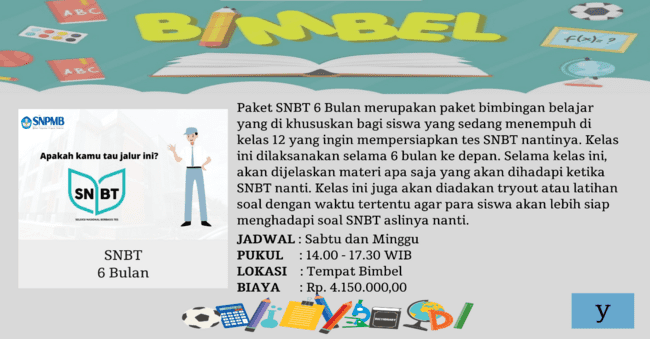 BIMBEL
ABC
ABC
ABC
f(x)=?
Paket SNBT 6 Bulan merupakan paket bimbingan belajar
yang di khususkan bagi siswa yang sedang menempuh di
kelas 12 yang ingin mempersiapkan tes SNBT nantinya. Kelas
ini dilaksanakan selama 6 bulan ke depan. Selama kelas ini,
akan dijelaskan materi apa saja yang akan dihadapi ketika
SNBT nanti. Kelas ini juga akan diadakan tryout atau latihan
soal dengan waktu tertentu agar para siswa akan lebih siap
menghadapi soal SNBT aslinya nanti.
JADWAL : Sabtu dan Minggu
PUKUL : 14.00 - 17.30 WIB
LOKASI : Tempat Bimbel
BIAYA : Rp. 4.150.000,00
SNPMB
Apakah kamu tau jalur ini?
SNBT
SELEKSI NASIONAL BERBASIS TES
SNBT
6 Bulan
y